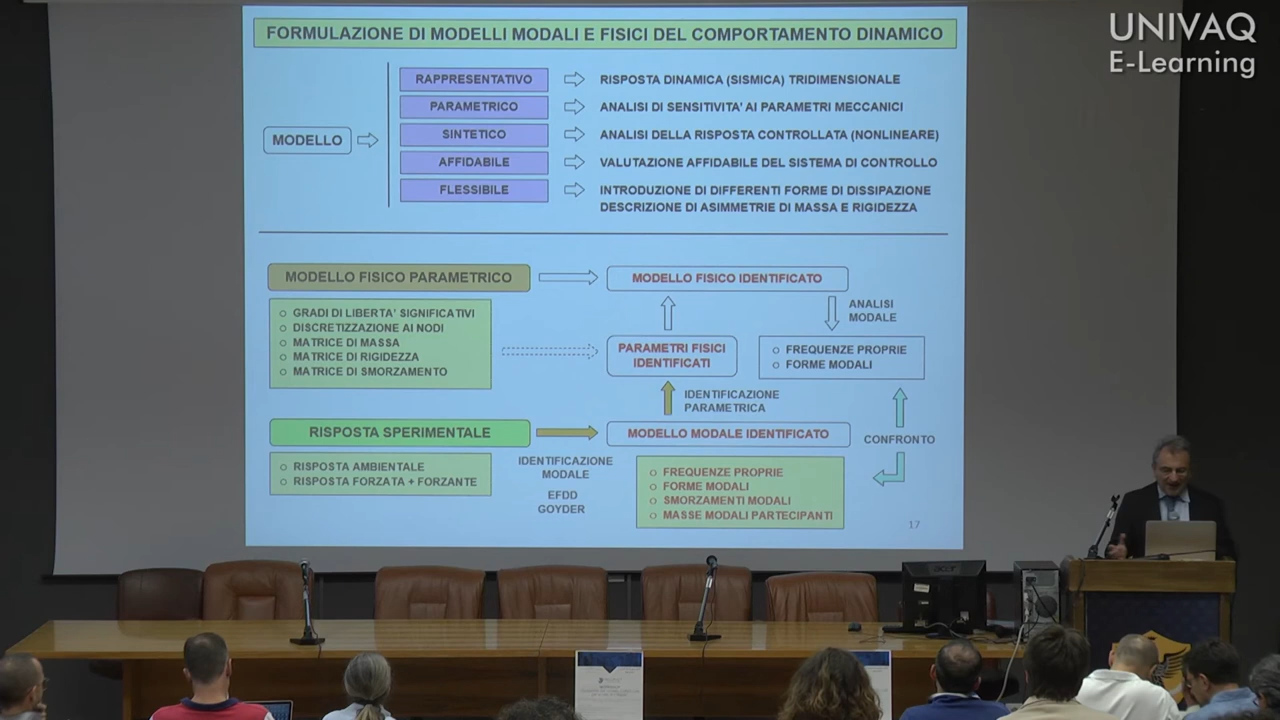 UNIVAQ
E-Learning
FORMULAZIONE DI MODELLI MODALI E FISICI DEL COMPORTAMENTO DINAMICO
MODELLO
RAPPRESENTATIVO
RISPOSTA DINAMICA (SISMICA) TRIDIMENSIONALE
PARAMETRICO
ANALISI DI SENSITIVITA' AI PARAMETRI MECCANICI
SINTETICO
ANALISI DELLA RISPOSTA CONTROLLATA (NONLINEARE)
AFFIDABILE
VALUTAZIONE AFFIDABILE DEL SISTEMA DI CONTROLLO
FLESSIBILE
INTRODUZIONE DI DIFFERENTI FORME DI DISSIPAZIONE
DESCRIZIONE DI ASIMMETRIE DI MASSA E RIGIDEZZA
MODELLO FISICO PARAMETRICO
MODELLO FISICO IDENTIFICATO
GRADI DI LIBERTA' SIGNIFICATIVI
DISCRETIZZAZIONE AI NODI
MATRICE DI MASSA
MATRICE DI RIGIDEZZA
MATRICE DI SMORZAMENTO
ANALISI
MODALE
PARAMETRI FISICI
IDENTIFICATI
FREQUENZE PROPRIE
FORME MODALI
IDENTIFICAZIONE
PARAMETRICA
RISPOSTA SPERIMENTALE
MODELLO MODALE IDENTIFICATO
CONFRONTO
RISPOSTA AMBIENTALE
RISPOSTA FORZATA + FORZANTE
IDENTIFICAZIONE
MODALE
EFDD
GOYDER
FREQUENZE PROPRIE
FORME MODALI
SMORZAMENTI MODALI
MASSE MODALI PARTECIPANTI
17
acer